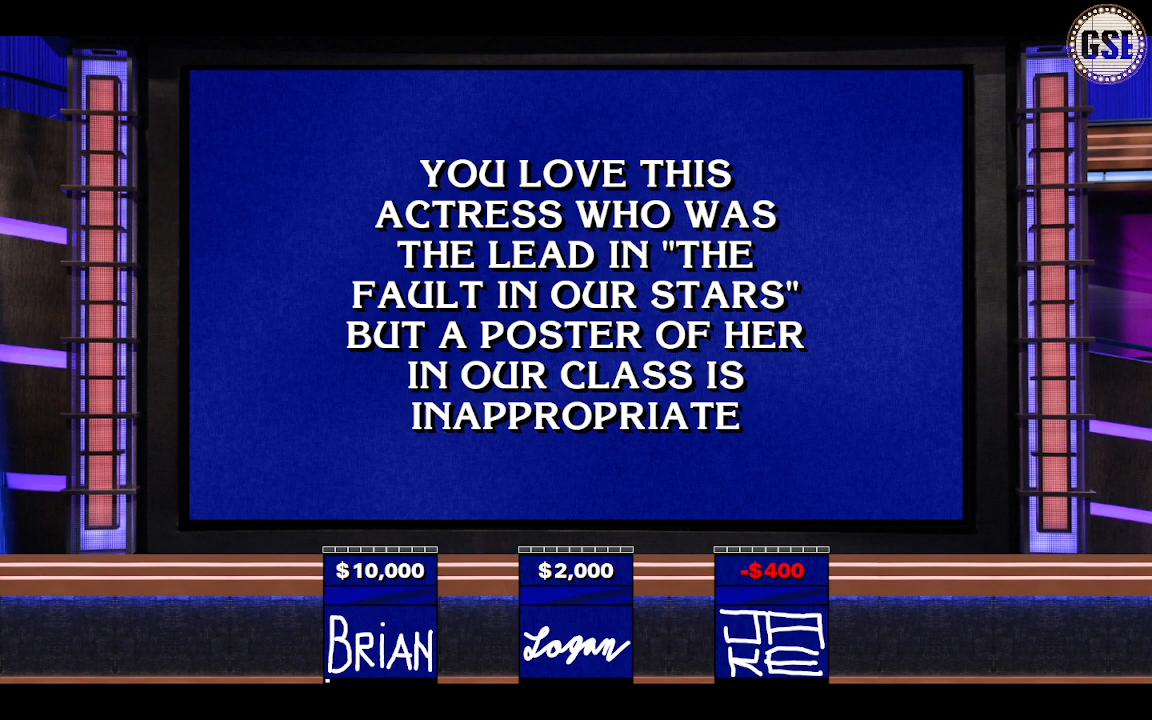 GSE
YOU LOVE THIS
ACTRESS WHO WAS
THE LEAD IN "THE
FAULT IN OUR STARS"
BUT A POSTER OF HER
IN OUR CLASS IS
INAPPROPRIATE
$10,000
$2,000
-$400
BRIAN
Logan